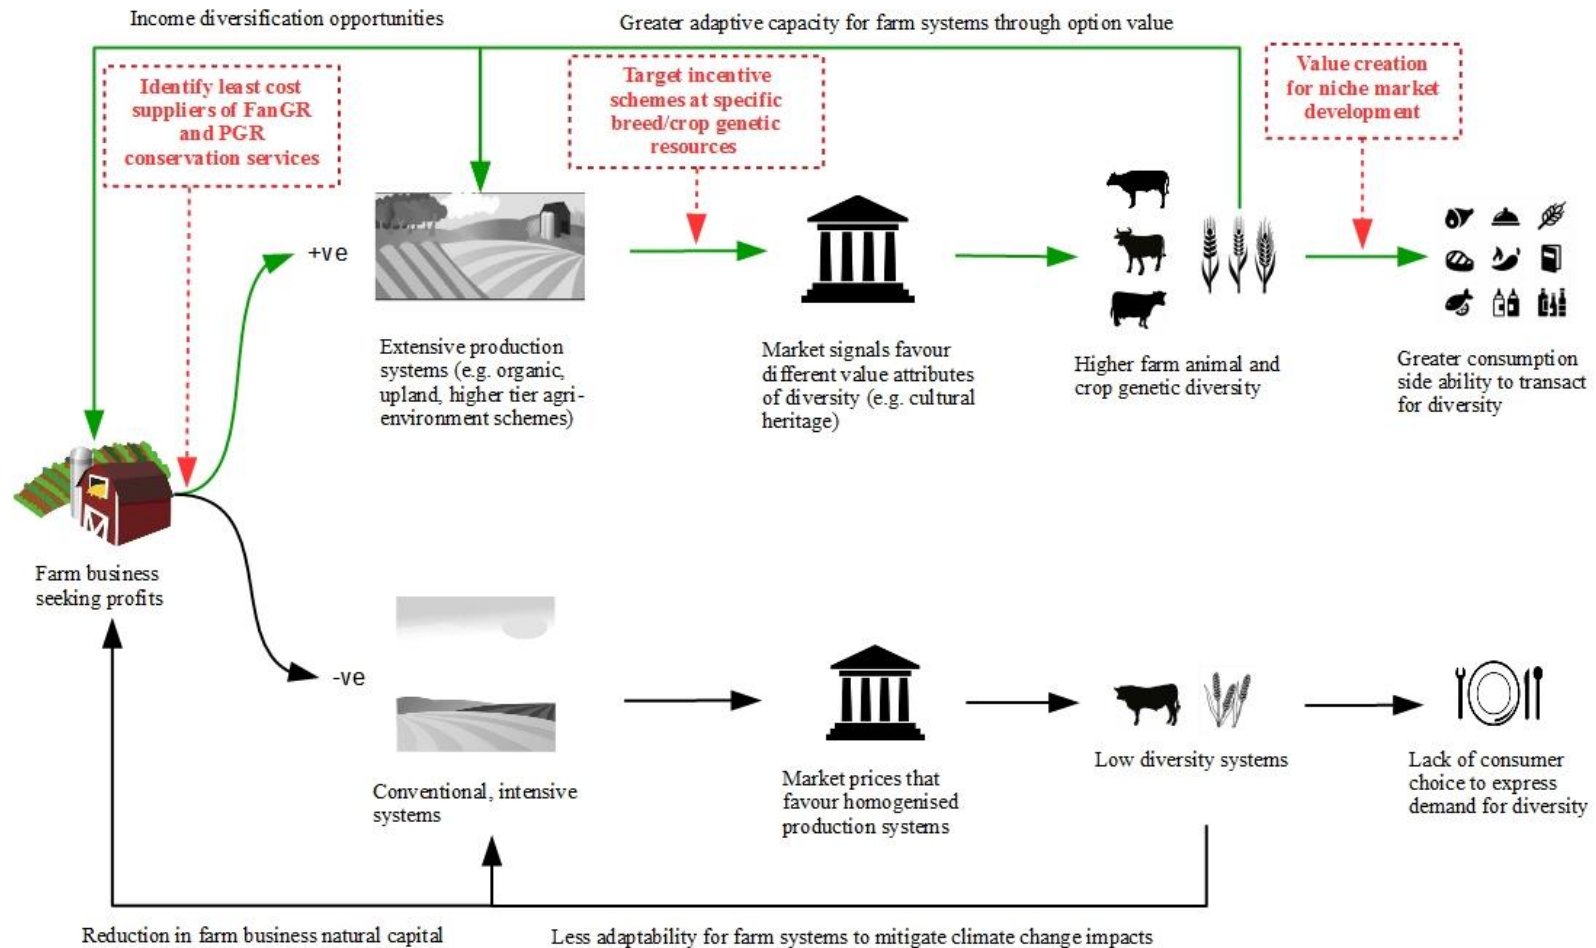 Income diversification opportunities
Greater adaptive capacity for farm systems through option value
Identify least cost
suppliers of FanGR
and PGR
conservation services
Target incentive
schemes at specific
breed/crop genetic
resources
Value creation
for niche market
development
+ve
Extensive production
systems (e.g. organic,
upland, higher tier agri-
environment schemes)
Market signals favour
different value attributes
of diversity (e.g. cultural
heritage)
Higher farm animal and
crop genetic diversity
Greater consumption
side ability to transact
for diversity
Farm business
seeking profits
-ve
Conventional, intensive
systems
Market prices that
favour homogenised
production systems
Low diversity systems
Lack of consumer
choice to express
demand for diversity
Reduction in farm business natural capital
Less adaptability for farm systems to mitigate climate change impacts